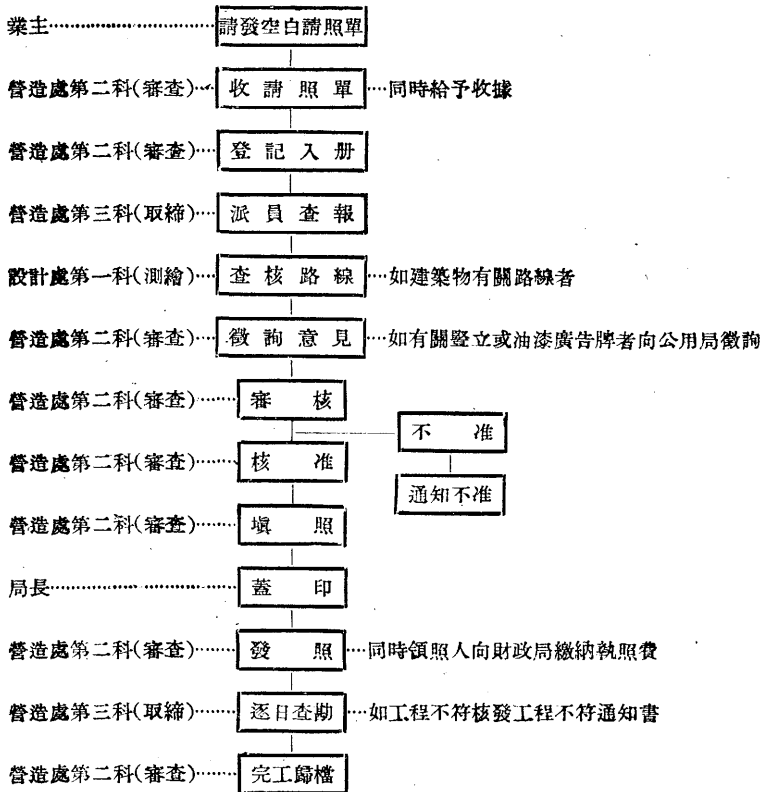 業主 請發空白請照單
營造處第二科(審查) 收請照單 同時給予收據
營造處第二科(審查) 登記入册
營造處第三科(取締) 派員查報
設計處第一科(測繪) 查核路線 如建築物有關路線者
營造處第二科(審查) 徵詢意見 如有關豎立或油漆廣告牌者向公用局徵詢
營造處第二科(審查) 審核
不准
營造處第二科(審查) 核准
通知不准
營造處第二科(審查) 塡照
局長 蓋印
營造處第二科(審查) 發照 同時領照人向財政局繳納執照費
營造處第三科(取締) 逐日查勘 如工程不符核發工程不符通知書
營造處第二科(審查) 完工歸檔